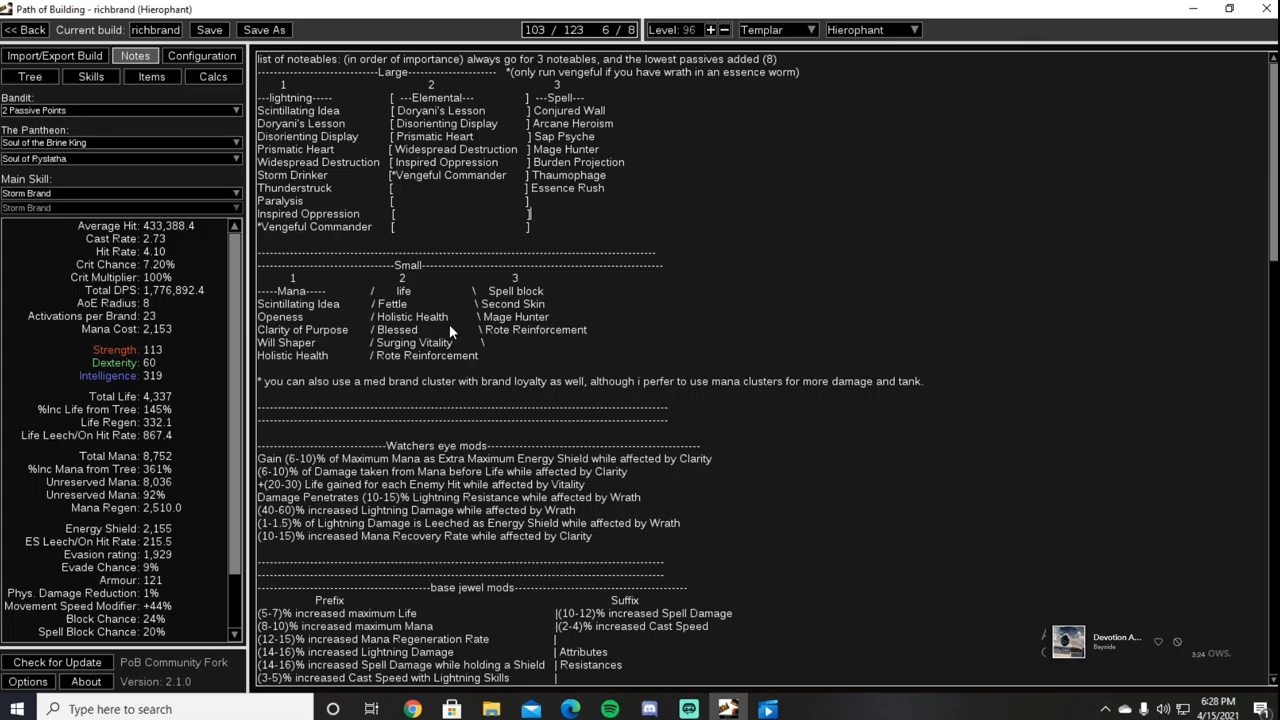 Path of Building - richbrand (Hierophant)
<< Back Current build: richbrand Save Save As 103 / 123 6 / 8 Level: 96 + - Templar Hierophant
Import/Export Build Notes Configuration
Tree Skills Items Calcs
Bandit:
2 Passive Points
The Pantheon:
Soul of the Brine King
Soul of Ryslatha
Main Skill:
Storm Brand
Storm Brand
Average Hit: 433,388.4
Cast Rate: 2.73
Hit Rate: 4.10
Crit Chance: 7.20%
Crit Multiplier: 100%
Total DPS: 1,776,892.4
AoE Radius: 8
Activations per Brand: 23
Mana Cost: 2,153
Strength: 113
Dexterity: 60
Intelligence: 319
Total Life: 4,337
%Inc Life from Tree: 145%
Life Regen: 332.1
Life Leech/On Hit Rate: 867.4
Total Mana: 8,752
%Inc Mana from Tree: 361%
Unreserved Mana: 8,036
Unreserved Mana: 92%
Mana Regen: 2,510.0
Energy Shield: 2,155
ES Leech/On Hit Rate: 215.5
Evasion rating: 1,929
Evade Chance: 9%
Armour: 121
Phys. Damage Reduction: 1%
Movement Speed Modifier: +44%
Block Chance: 24%
Spell Block Chance: 20%
Check for Update PoB Community Fork
Options About Version: 2.1.0
list of noteables: (in order of importance) always go for 3 noteables, and the lowest passives added (8)
------------------------------Large---------------------- *(only run vengeful if you have wrath in an essence worm)
1 2 3
---lightning----- [ ---Elemental---- ] ---Spell---
Scintillating Idea [ Doryani's Lesson ] Conjured Wall
Doryani's Lesson [ Disorienting Display ] Arcane Heroism
Disorienting Display [ Prismatic Heart ] Sap Psyche
Prismatic Heart [ Widespread Destruction ] Mage Hunter
Widespread Destruction [ Inspired Oppression ] Burden Projection
Storm Drinker [*Vengeful Commander ] Thaumophage
Thunderstruck [ ] Essence Rush
Paralysis [ ]
Inspired Oppression [ ]
*Vengeful Commander [ ]
----------------------------------------------------------------------------------------------------
----------------------------------Small-------------------------------------------------------------------
1 2 3
-----Mana----- / life \ Spell block
Scintillating Idea / Fettle \ Second Skin
Openess / Holistic Health \ Mage Hunter
Clarity of Purpose / Blessed \ Rote Reinforcement
Will Shaper / Surging Vitality \
Holistic Health / Rote Reinforcement
* you can also use a med brand cluster with brand loyalty as well, although i perfer to use mana clusters for more damage and tank.
-------------------------------------------------------------------------------------------------------
-------------------------------------------------------------------------------------------------------
--------------------------------Watchers eye mods-----------------------------------------------------
Gain (6-10)% of Maximum Mana as Extra Maximum Energy Shield while affected by Clarity
(6-10)% of Damage taken from Mana before Life while affected by Clarity
+(20-30) Life gained for each Enemy Hit while affected by Vitality
Damage Penetrates (10-15)% Lightning Resistance while affected by Wrath
(40-60)% increased Lightning Damage while affected by Wrath
(1-1.5)% of Lightning Damage is Leeched as Energy Shield while affected by Wrath
(10-15)% increased Mana Recovery Rate while affected by Clarity
------------------------------------------------------------------------------------------------------
------------------------------------------------------------------------------------------------------
-------------------------------------------base jewel mods-------------------------------------------
Prefix Suffix
(5-7)% increased maximum Life |(10-12)% increased Spell Damage
(8-10)% increased maximum Mana |(2-4)% increased Cast Speed
(12-15)% increased Mana Regeneration Rate |
(14-16)% increased Lightning Damage | Attributes
(14-16)% increased Spell Damage while holding a Shield | Resistances
(3-5)% increased Cast Speed with Lightning Skills |
Devotion A...
Bayside
3:24
Type here to search
6:28 PM
4/15/2021